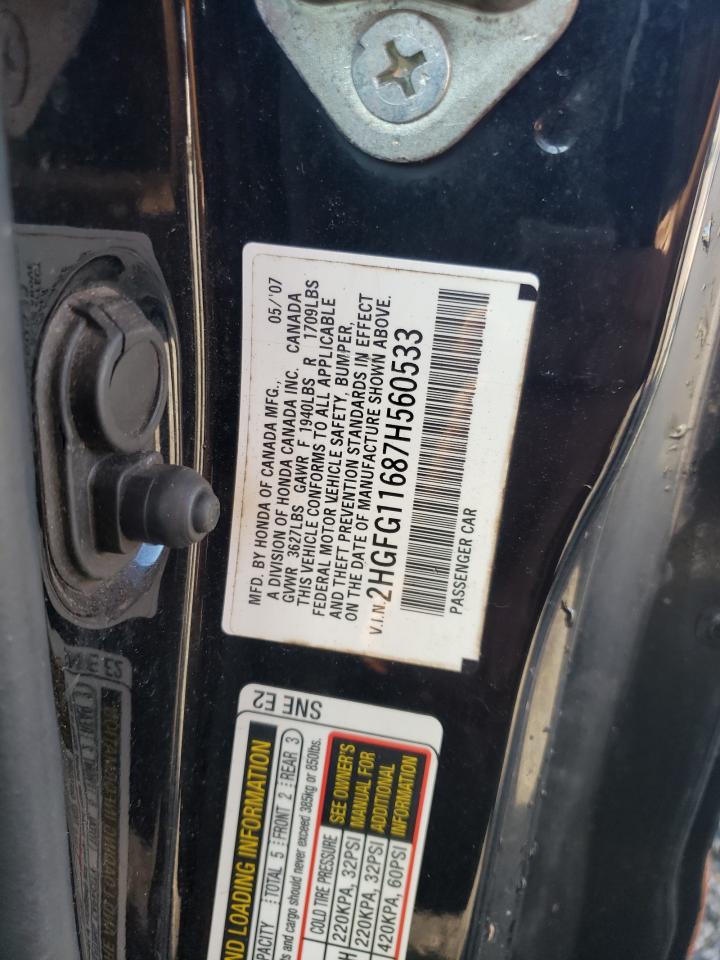 MFD. BY HONDA OF CANADA MFG., 05/'07
A DIVISION OF HONDA CANADA INC. CANADA
GVWR 3627LBS GAWR F 1940LBS R 1709LBS
THIS VEHICLE CONFORMS TO ALL APPLICABLE
FEDERAL MOTOR VEHICLE SAFETY, BUMPER,
AND THEFT PREVENTION STANDARDS IN EFFECT
ON THE DATE OF MANUFACTURE SHOWN ABOVE.
V.I.N. 2HGFG11687H560533
PASSENGER CAR
SNE E2
LOADING INFORMATION
TOTAL 5 FRONT 2 REAR 3
and cargo should never exceed 385kg or 850lbs.
COLD TIRE PRESSURE
220KPA, 32PSI
220KPA, 32PSI
420KPA, 60PSI
SEE OWNER'S
MANUAL FOR
ADDITIONAL
INFORMATION